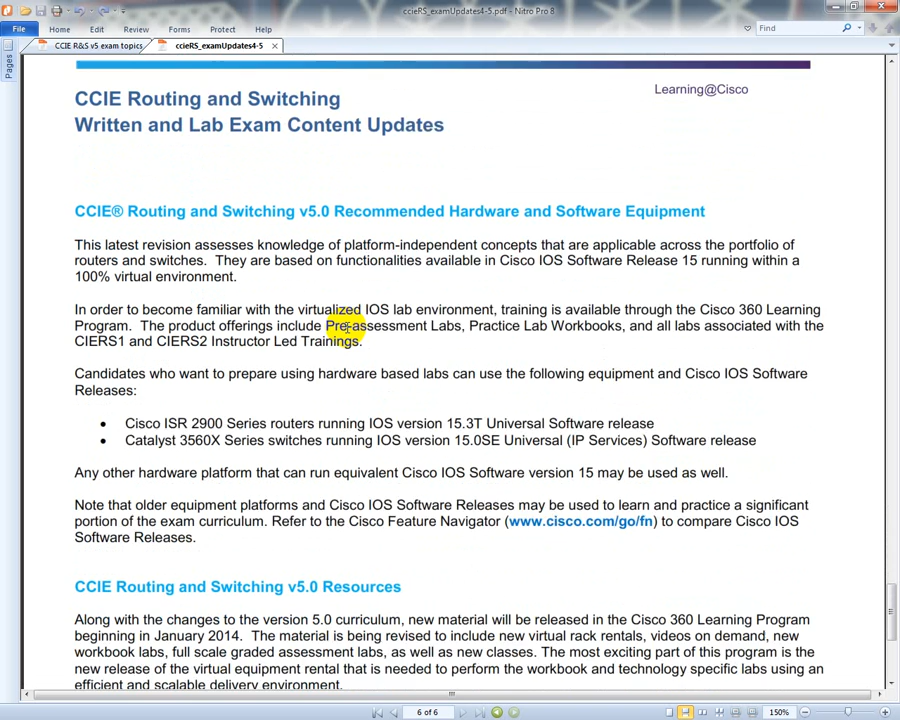 ccieRS_examUpdates4-5.pdf - Nitro Pro 8
File Home Edit Review Forms Protect Help
Find
CCIE R&S v5 exam topics ccieRS_examUpdates4-5
Pages
CCIE Routing and Switching
Written and Lab Exam Content Updates
Learning@Cisco
CCIE® Routing and Switching v5.0 Recommended Hardware and Software Equipment
This latest revision assesses knowledge of platform-independent concepts that are applicable across the portfolio of
routers and switches. They are based on functionalities available in Cisco IOS Software Release 15 running within a
100% virtual environment.
In order to become familiar with the virtualized IOS lab environment, training is available through the Cisco 360 Learning
Program. The product offerings include Pre-assessment Labs, Practice Lab Workbooks, and all labs associated with the
CIERS1 and CIERS2 Instructor Led Trainings.
Candidates who want to prepare using hardware based labs can use the following equipment and Cisco IOS Software
Releases:
• Cisco ISR 2900 Series routers running IOS version 15.3T Universal Software release
• Catalyst 3560X Series switches running IOS version 15.0SE Universal (IP Services) Software release
Any other hardware platform that can run equivalent Cisco IOS Software version 15 may be used as well.
Note that older equipment platforms and Cisco IOS Software Releases may be used to learn and practice a significant
portion of the exam curriculum. Refer to the Cisco Feature Navigator (www.cisco.com/go/fn) to compare Cisco IOS
Software Releases.
CCIE Routing and Switching v5.0 Resources
Along with the changes to the version 5.0 curriculum, new material will be released in the Cisco 360 Learning Program
beginning in January 2014. The material is being revised to include new virtual rack rentals, videos on demand, new
workbook labs, full scale graded assessment labs, as well as new classes. The most exciting part of this program is the
new release of the virtual equipment rental that is needed to perform the workbook and technology specific labs using an
efficient and scalable delivery environment.
6 of 6
150%